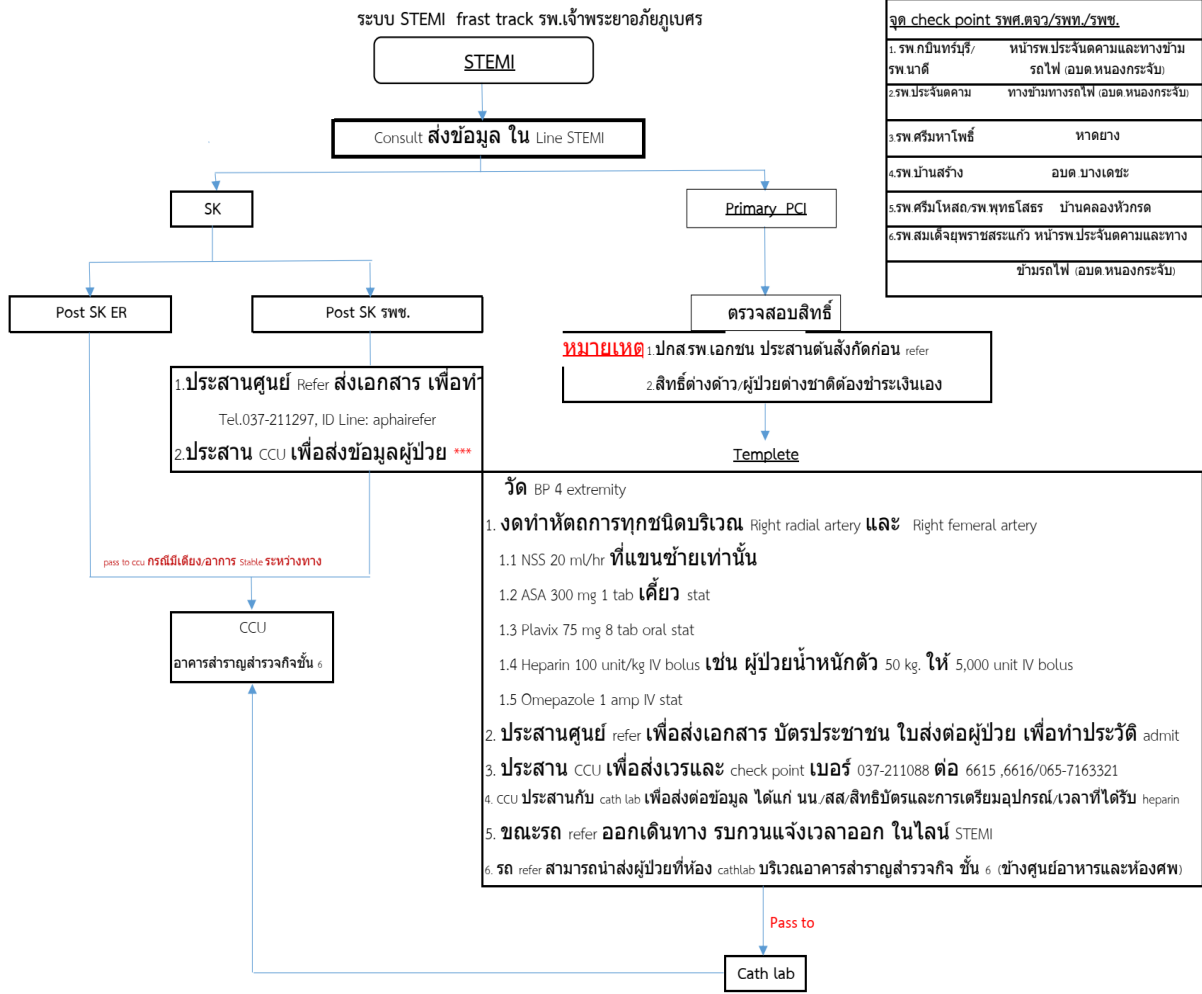 ระบบ STEMI frast track รพ.เจ้าพระยาอภัยภูเบศร
STEMI
Consult ส่งข้อมูล ใน Line STEMI
SK
Primary PCI
Post SK ER
Post SK รพช.
ตรวจสอบสิทธิ์
หมายเหตุ 1.ปกส.รพ.เอกชน ประสานต้นสังกัดก่อน refer
2.สิทธิ์ต่างด้าว/ผู้ป่วยต่างชาติต้องชำระเงินเอง
1.ประสานศูนย์ Refer ส่งเอกสาร เพื่อทำ
Tel.037-211297, ID Line: aphairefer
2.ประสาน CCU เพื่อส่งข้อมูลผู้ป่วย ***
Templete
วัด BP 4 extremity
1. งดทำหัตถการทุกชนิดบริเวณ Right radial artery และ Right femeral artery
1.1 NSS 20 ml/hr ที่แขนซ้ายเท่านั้น
1.2 ASA 300 mg 1 tab เคี้ยว stat
1.3 Plavix 75 mg 8 tab oral stat
1.4 Heparin 100 unit/kg IV bolus เช่น ผู้ป่วยน้ำหนักตัว 50 kg. ให้ 5,000 unit IV bolus
1.5 Omepazole 1 amp IV stat
2. ประสานศูนย์ refer เพื่อส่งเอกสาร บัตรประชาชน ใบส่งต่อผู้ป่วย เพื่อทำประวัติ admit
3. ประสาน CCU เพื่อส่งเวรและ check point เบอร์ 037-211088 ต่อ 6615 ,6616/065-7163321
4. CCU ประสานกับ cath lab เพื่อส่งต่อข้อมูล ได้แก่ นน./สส/สิทธิบัตรและการเตรียมอุปกรณ์/เวลาที่ได้รับ heparin
5. ขณะรถ refer ออกเดินทาง รบกวนแจ้งเวลาออก ในไลน์ STEMI
6. รถ refer สามารถนำส่งผู้ป่วยที่ห้อง cathlab บริเวณอาคารสำราญสำรวจกิจ ชั้น 6 (ข้างศูนย์อาหารและห้องศพ)
pass to ccu กรณีมีเตียง/อาการ Stable ระหว่างทาง
CCU
อาคารสำราญสำรวจกิจชั้น 6
Pass to
Cath lab
จุด check point รพศ.ตจว/รพท./รพช.
1. รพ.กบินทร์บุรี/ หน้ารพ.ประจันตคามและทางข้าม
รพ.นาดี รถไฟ (อบต.หนองกระจับ)
2.รพ.ประจันตคาม ทางข้ามทางรถไฟ (อบต.หนองกระจับ)
3.รพ.ศรีมหาโพธิ์ หาดยาง
4.รพ.บ้านสร้าง อบต.บางเดชะ
5.รพ.ศรีมโหสถ/รพ.พุทธโสธร บ้านคลองหัวกรด
6.รพ.สมเด็จยุพราชสระแก้ว หน้ารพ.ประจันตคามและทาง
ข้ามรถไฟ (อบต.หนองกระจับ)